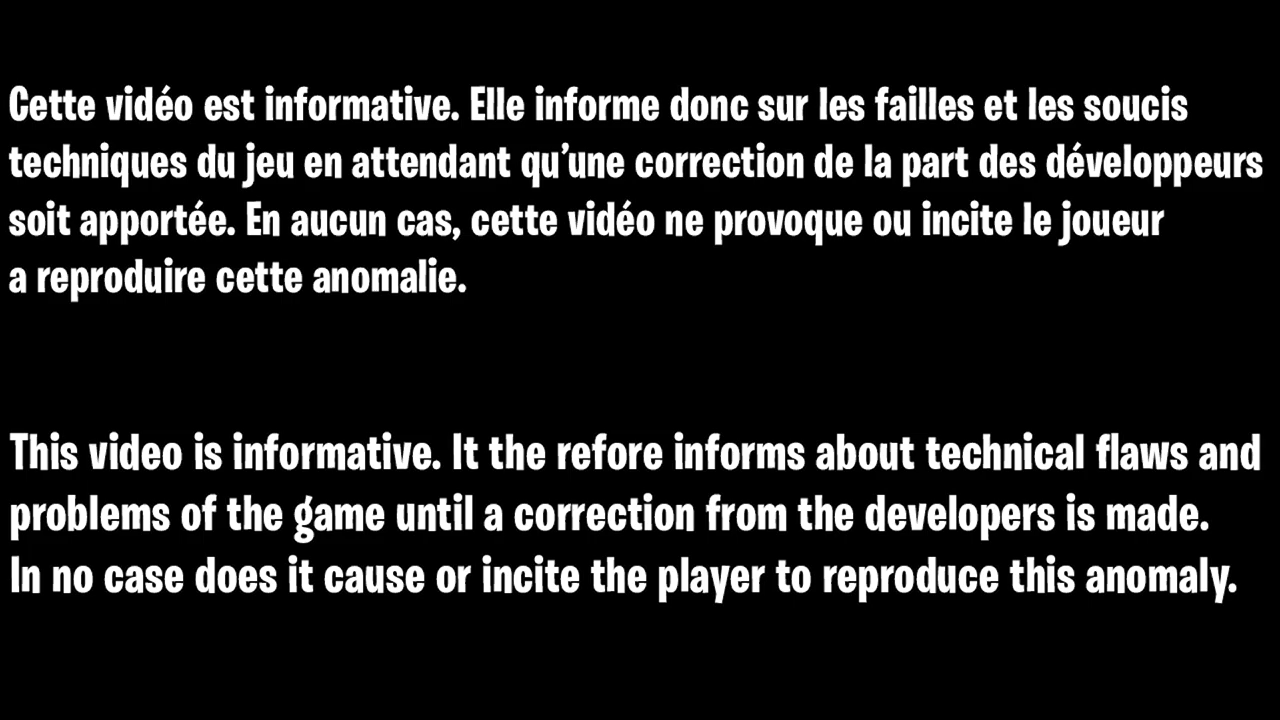 Cette vidéo est informative. Elle informe donc sur les failles et les soucis
techniques du jeu en attendant qu’une correction de la part des développeurs
soit apportée. En aucun cas, cette vidéo ne provoque ou incite le joueur
a reproduire cette anomalie.
This video is informative. It the refore informs about technical flaws and
problems of the game until a correction from the developers is made.
In no case does it cause or incite the player to reproduce this anomaly.